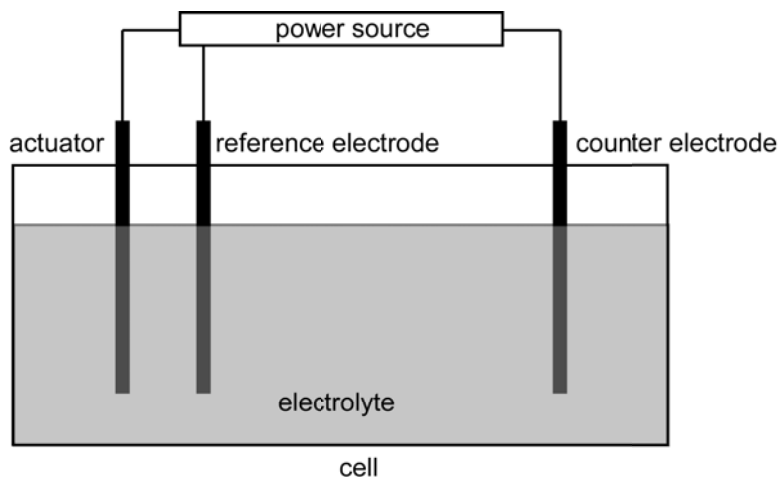 power source
actuator
reference electrode
counter electrode
electrolyte
cell